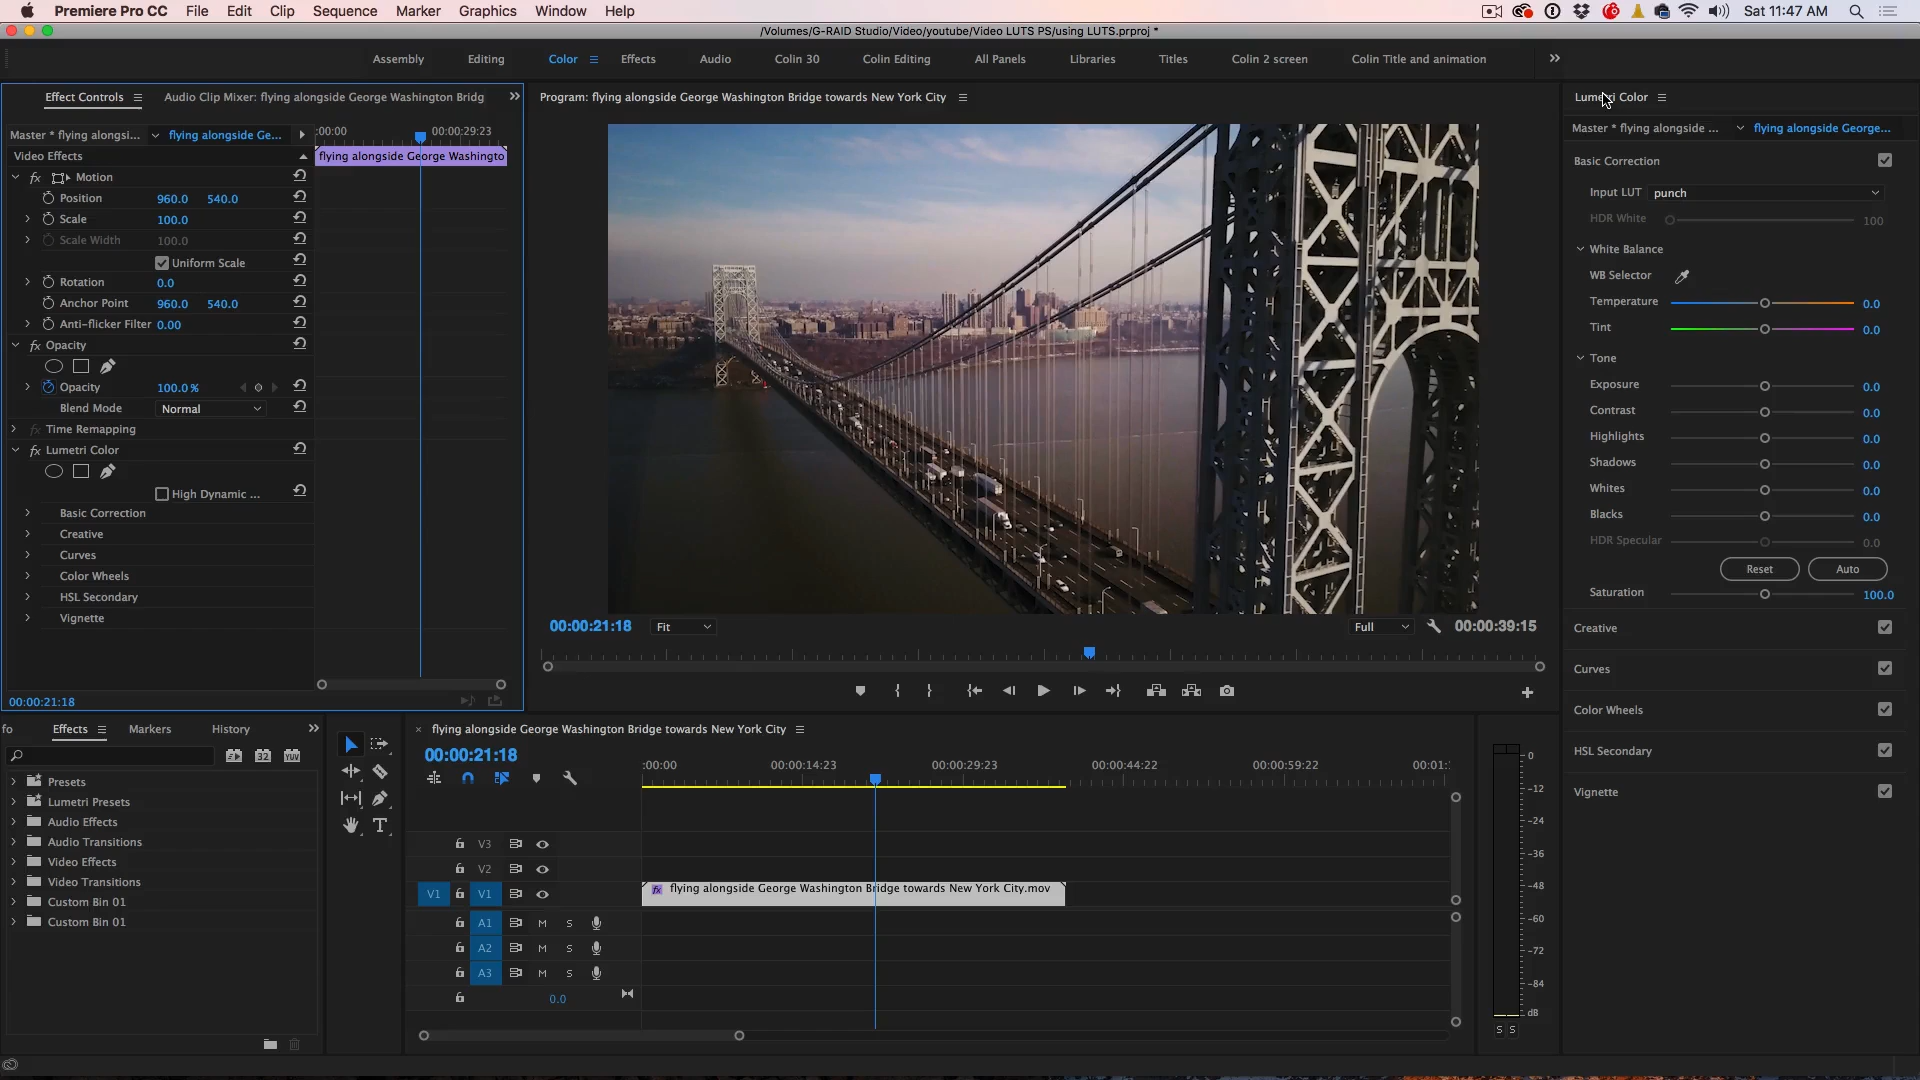 Premiere Pro CC File Edit Clip Sequence Marker Graphics Window Help Sat 11:47 AM
/Volumes/G-RAID Studio/Video/youtube/Video LUTS PS/using LUTS.prproj *
Assembly Editing Color Effects Audio Colin 30 Colin Editing All Panels Libraries Titles Colin 2 screen Colin Title and animation
Effect Controls Audio Clip Mixer: flying alongside George Washington Bridg
Master * flying alongsi... flying alongside Ge... :00:00 00:00:29:23
Video Effects flying alongside George Washingto
fx Motion
Position 960.0 540.0
Scale 100.0
Scale Width 100.0
Uniform Scale
Rotation 0.0
Anchor Point 960.0 540.0
Anti-flicker Filter 0.00
fx Opacity
Opacity 100.0 %
Blend Mode Normal
fx Time Remapping
fx Lumetri Color
High Dynamic ...
Basic Correction
Creative
Curves
Color Wheels
HSL Secondary
Vignette
00:00:21:18
Program: flying alongside George Washington Bridge towards New York City
00:00:21:18 Fit Full 00:00:39:15
Lumetri Color
Master * flying alongside ... flying alongside George...
Basic Correction
Input LUT punch
HDR White 100
White Balance
WB Selector
Temperature 0.0
Tint 0.0
Tone
Exposure 0.0
Contrast 0.0
Highlights 0.0
Shadows 0.0
Whites 0.0
Blacks 0.0
HDR Specular 0.0
Reset Auto
Saturation 100.0
Creative
Curves
Color Wheels
HSL Secondary
Vignette
fo Effects Markers History
32 YUV
Presets
Lumetri Presets
Audio Effects
Audio Transitions
Video Effects
Video Transitions
Custom Bin 01
Custom Bin 01
T
× flying alongside George Washington Bridge towards New York City
00:00:21:18
:00:00 00:00:14:23 00:00:29:23 00:00:44:22 00:00:59:22 00:01:
V3
V2
V1 V1 fx flying alongside George Washington Bridge towards New York City.mov
A1 M S
A2 M S
A3 M S
0.0
0
-12
-24
-36
-48
-60
-72
-84
dB
S S